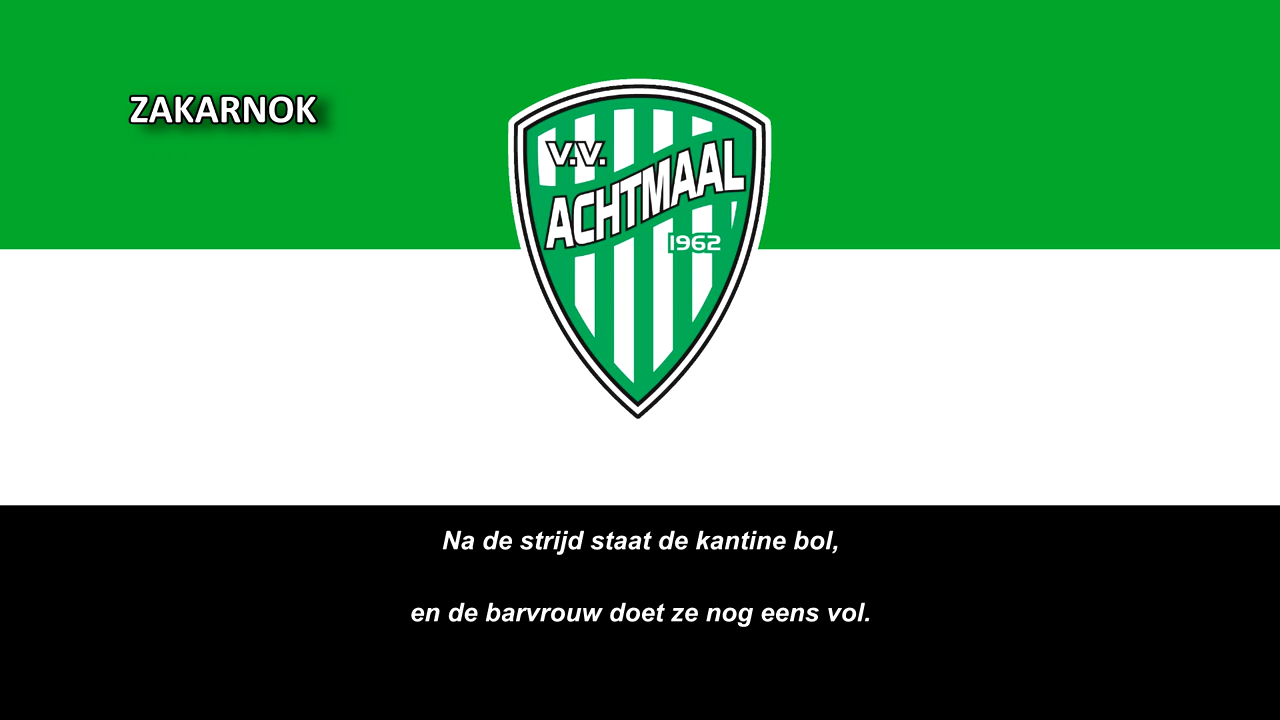 ZAKARNOK
V.V.
ACHTMAAL
1962
Na de strijd staat de kantine bol,
en de barvrouw doet ze nog eens vol.